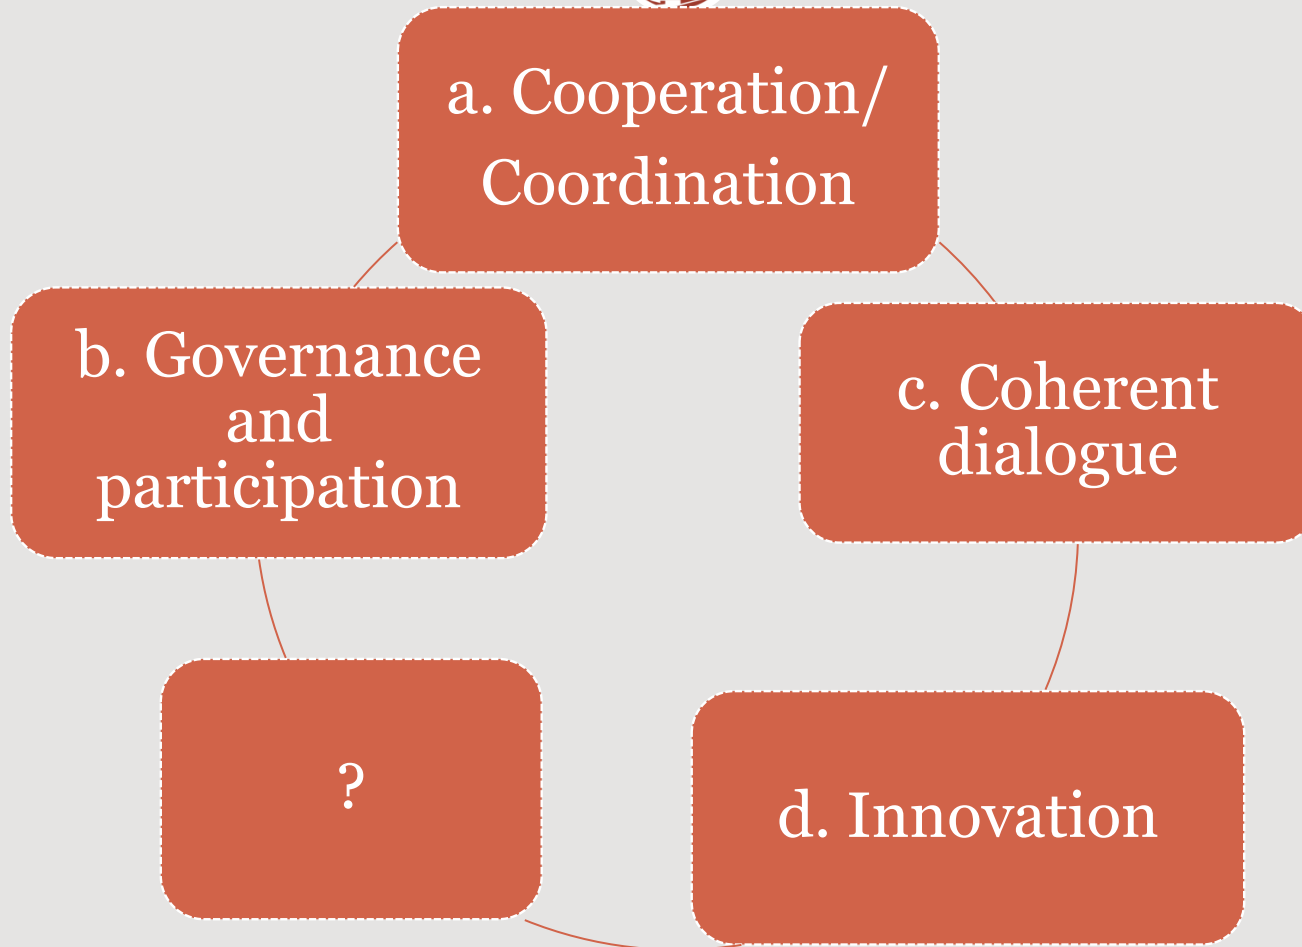 a. Cooperation/
Coordination
b. Governance
and
participation
c. Coherent
dialogue
?
d. Innovation